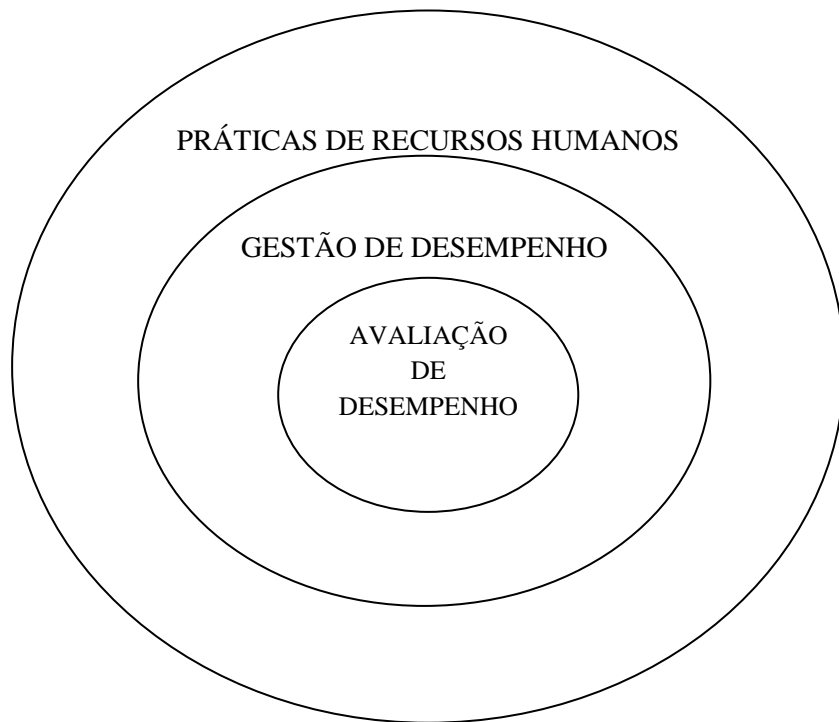 PRÁTICAS DE RECURSOS HUMANOS
GESTÃO DE DESEMPENHO
AVALIAÇÃO
DE
DESEMPENHO